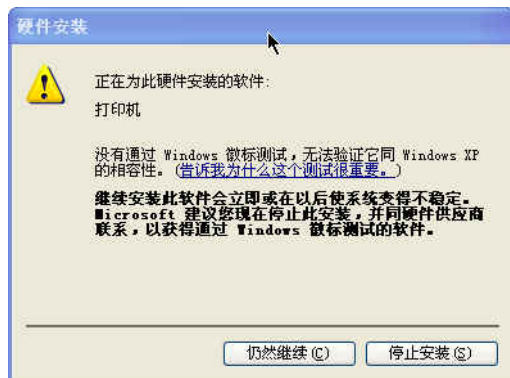 硬件安装
正在为此硬件安装的软件:
打印机
没有通过 Windows 徽标测试，无法验证它同 Windows XP
的相容性。(告诉我为什么这个测试很重要。)
继续安装此软件会立即或在以后使系统变得不稳定。
Microsoft 建议您现在停止此安装，并同硬件供应商
联系，以获得通过 Windows 徽标测试的软件。
仍然继续(C) 停止安装(S)